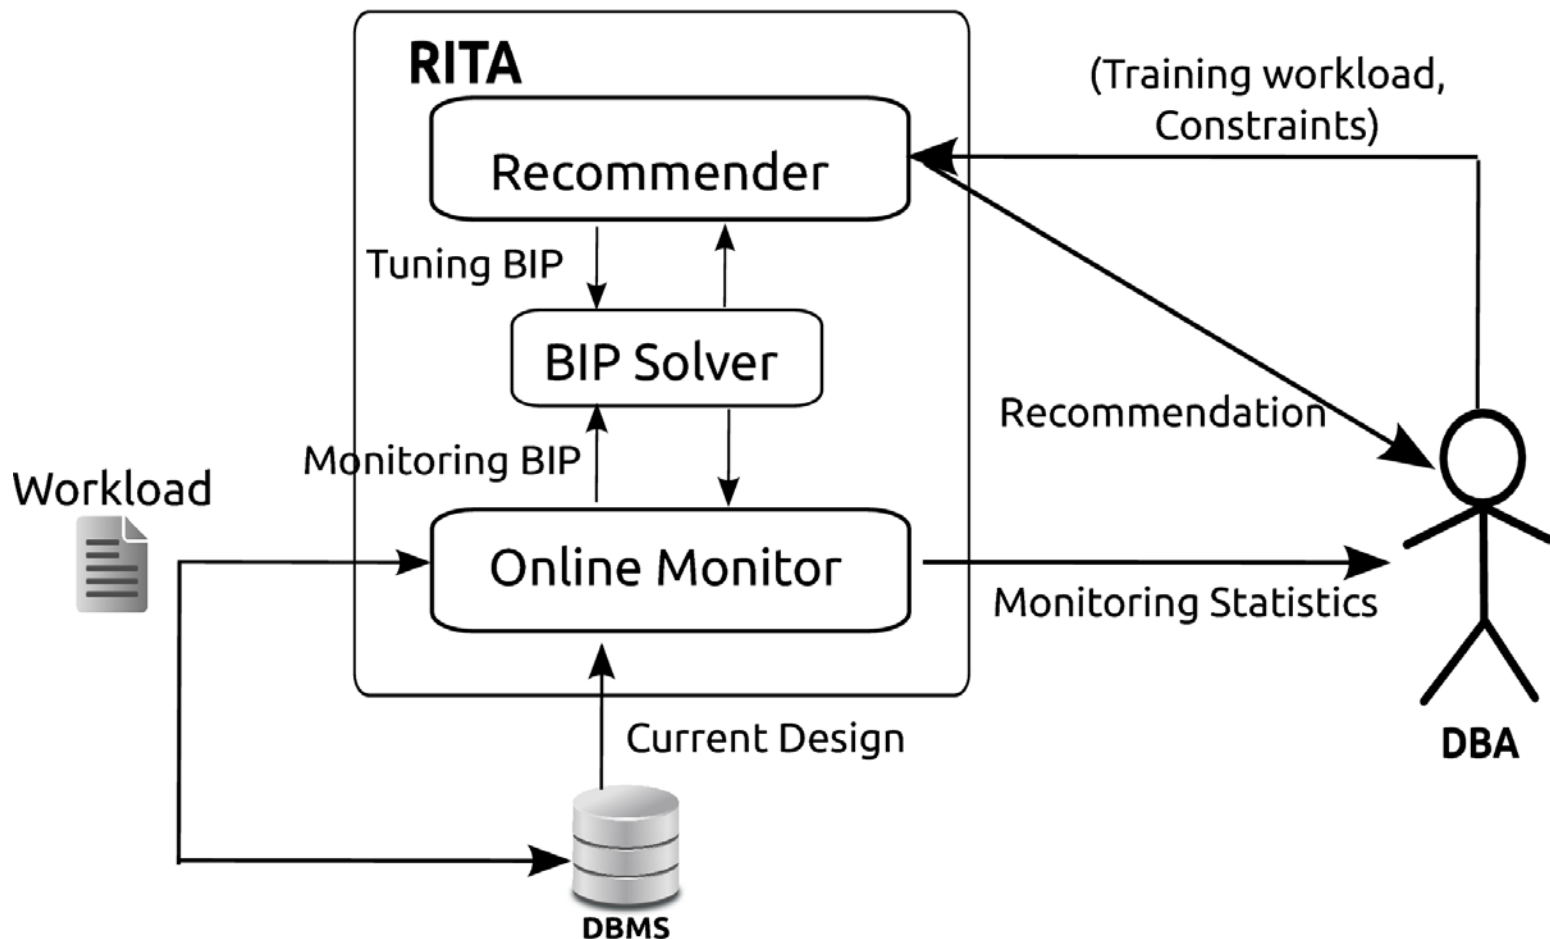 RITA
(Training workload,
Constraints)
Recommender
Tuning BIP
BIP Solver
Recommendation
Monitoring BIP
Workload
Online Monitor
Monitoring Statistics
Current Design
DBA
DBMS